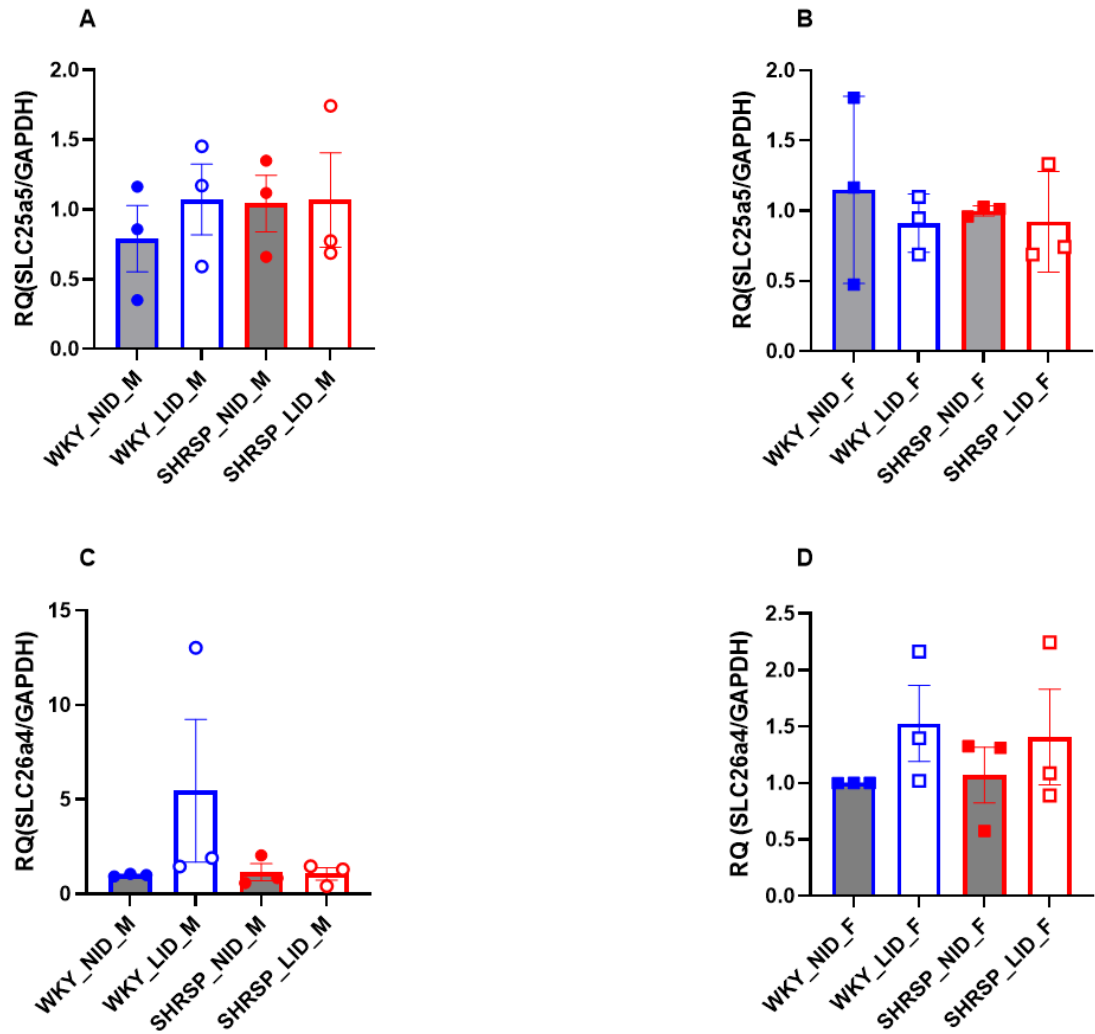 A
RQ(SLC25a5/GAPDH)
2.0
1.5
1.0
0.5
0.0
WKY_NID_M
WKY_LID_M
SHRSP_NID_M
SHRSP_LID_M
B
RQ(SLC25a5/GAPDH)
2.0
1.5
1.0
0.5
0.0
WKY_NID_F
WKY_LID_F
SHRSP_NID_F
SHRSP_LID_F
C
RQ(SLC26a4/GAPDH)
15
10
5
0
WKY_NID_M
WKY_LID_M
SHRSP_NID_M
SHRSP_LID_M
D
RQ (SLC26a4/GAPDH)
2.5
2.0
1.5
1.0
0.5
0.0
WKY_NID_F
WKY_LID_F
SHRSP_NID_F
SHRSP_LID_F